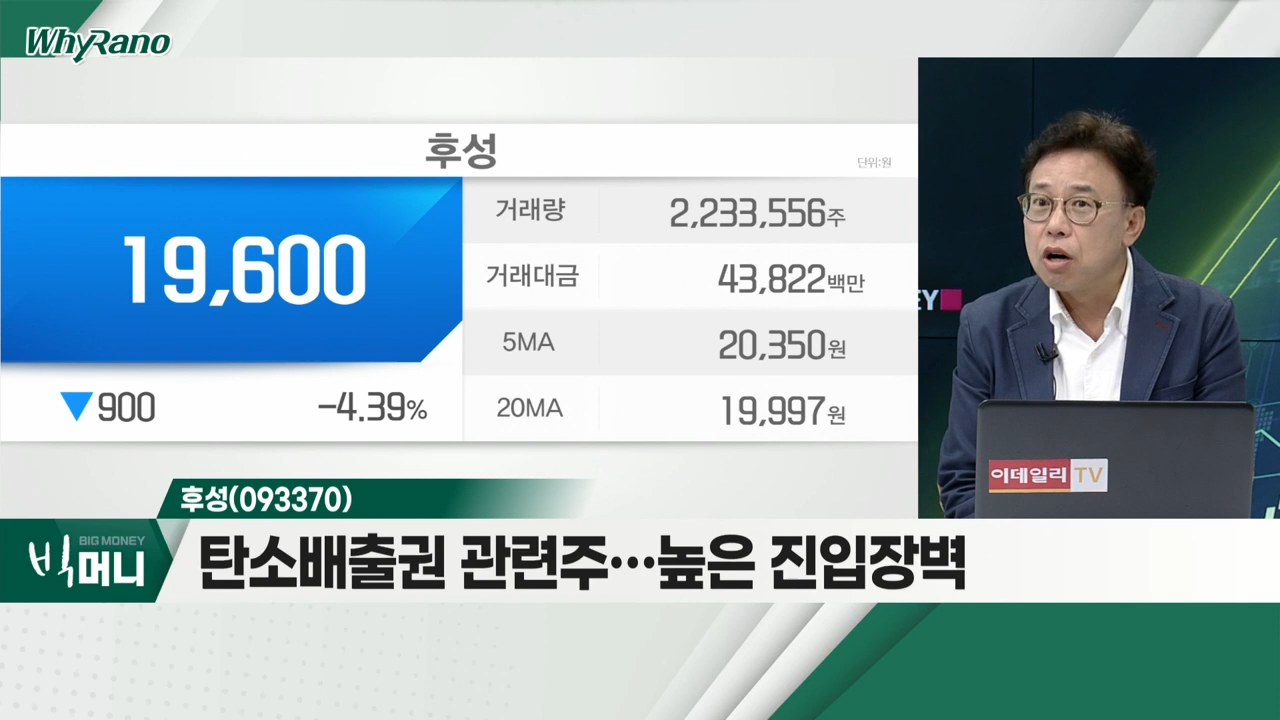 WhyRano
후성
단위:원
19,600
▼900 -4.39%
거래량 2,233,556주
거래대금 43,822백만
5MA 20,350원
20MA 19,997원
EY
이데일리 TV
후성(093370)
BIG MONEY
빅머니
탄소배출권 관련주…높은 진입장벽